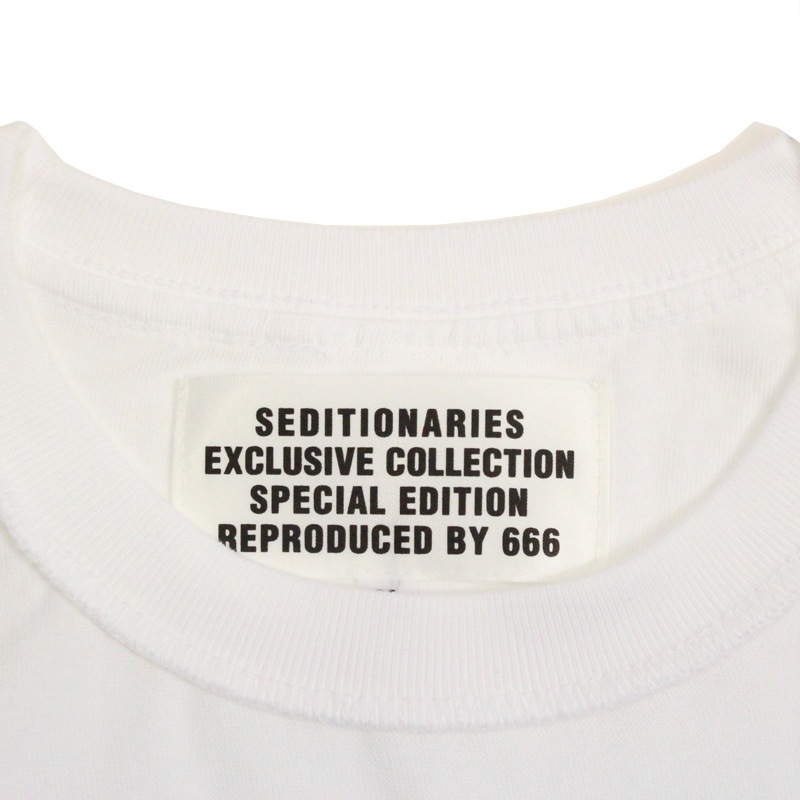 SEDITIONARIES
EXCLUSIVE COLLECTION
SPECIAL EDITION
REPRODUCED BY 666